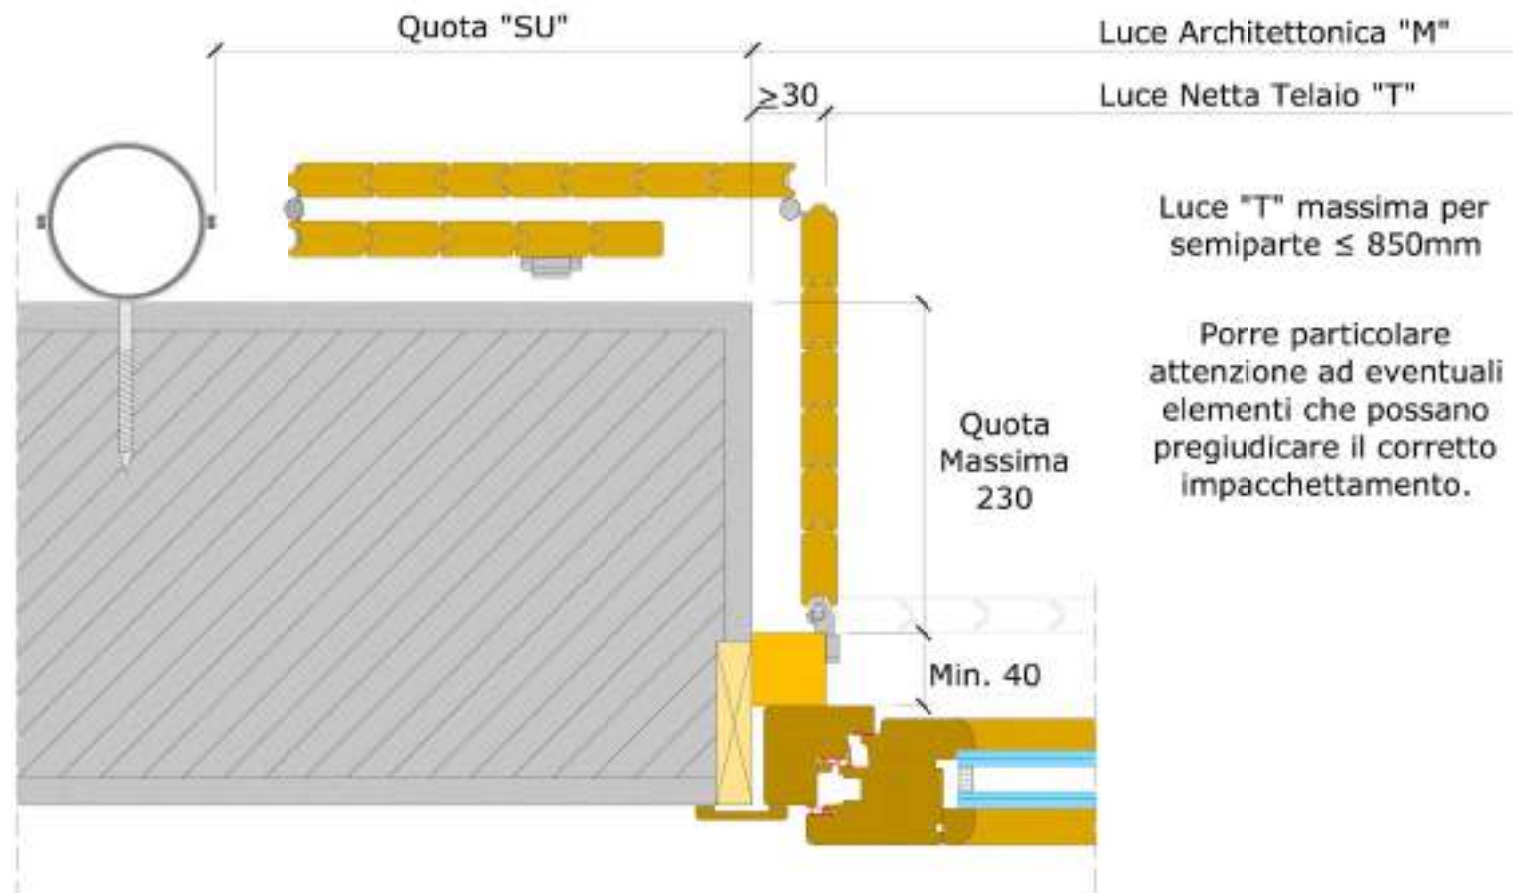 Quota "SU"
Luce Architettonica "M"
≥30
Luce Netta Telaio "T"
Luce "T" massima per
semiparte ≤ 850mm
Porre particolare
attenzione ad eventuali
elementi che possano
pregiudicare il corretto
impacchettamento.
Quota
Massima
230
Min. 40